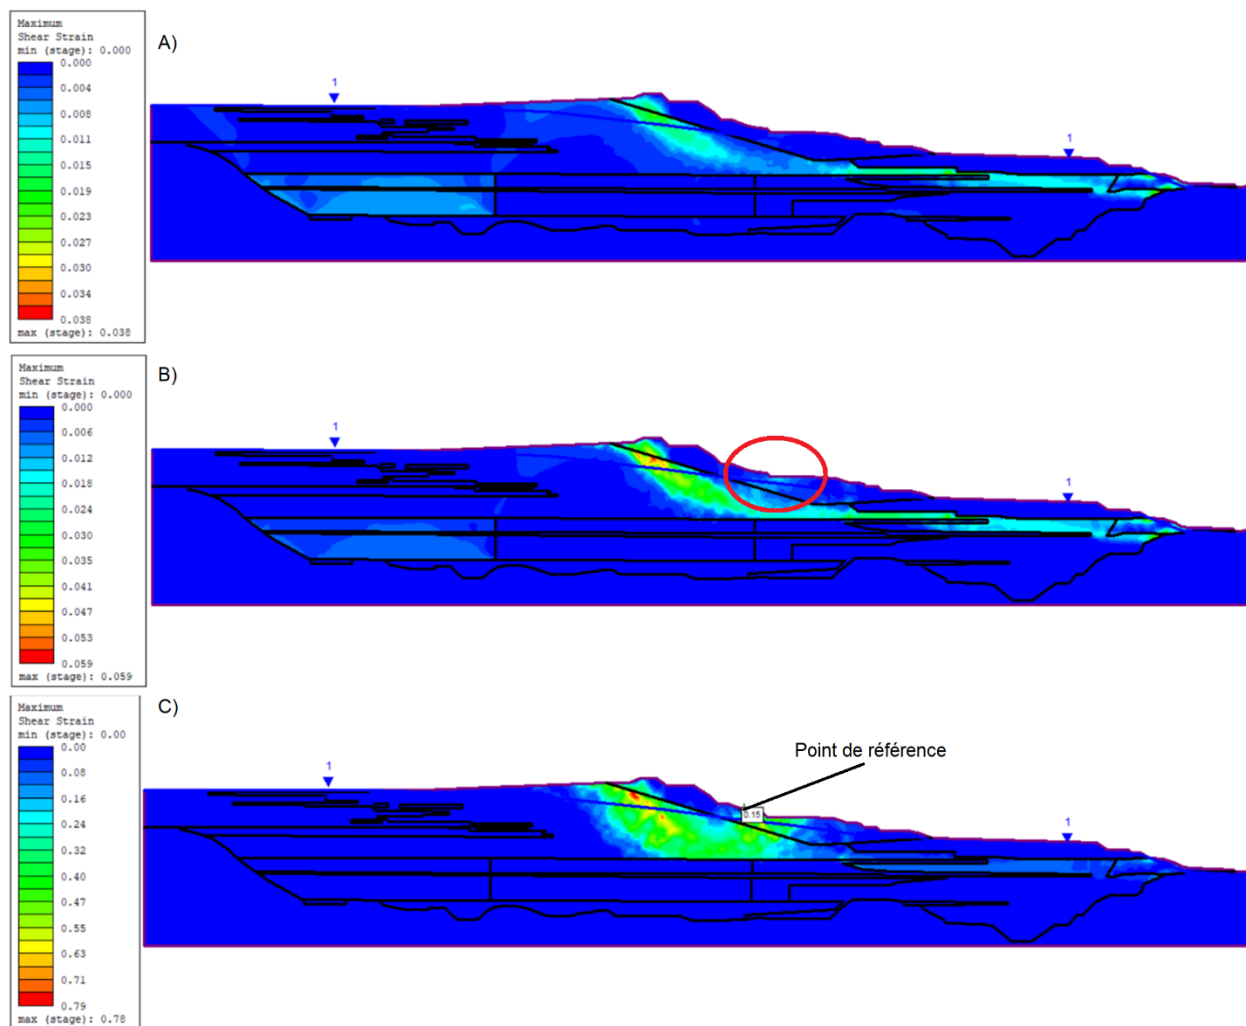 Maximum
Shear Strain
min (stage): 0.000
0.000
0.004
0.008
0.011
0.015
0.019
0.023
0.027
0.030
0.034
0.038
max (stage): 0.038
A)
1
1
Maximum
Shear Strain
min (stage): 0.000
0.000
0.006
0.012
0.018
0.024
0.030
0.035
0.041
0.047
0.053
0.059
max (stage): 0.059
B)
1
1
Maximum
Shear Strain
min (stage): 0.00
0.00
0.08
0.16
0.24
0.32
0.40
0.47
0.55
0.63
0.71
0.79
max (stage): 0.78
C)
Point de référence
1
0.15
1